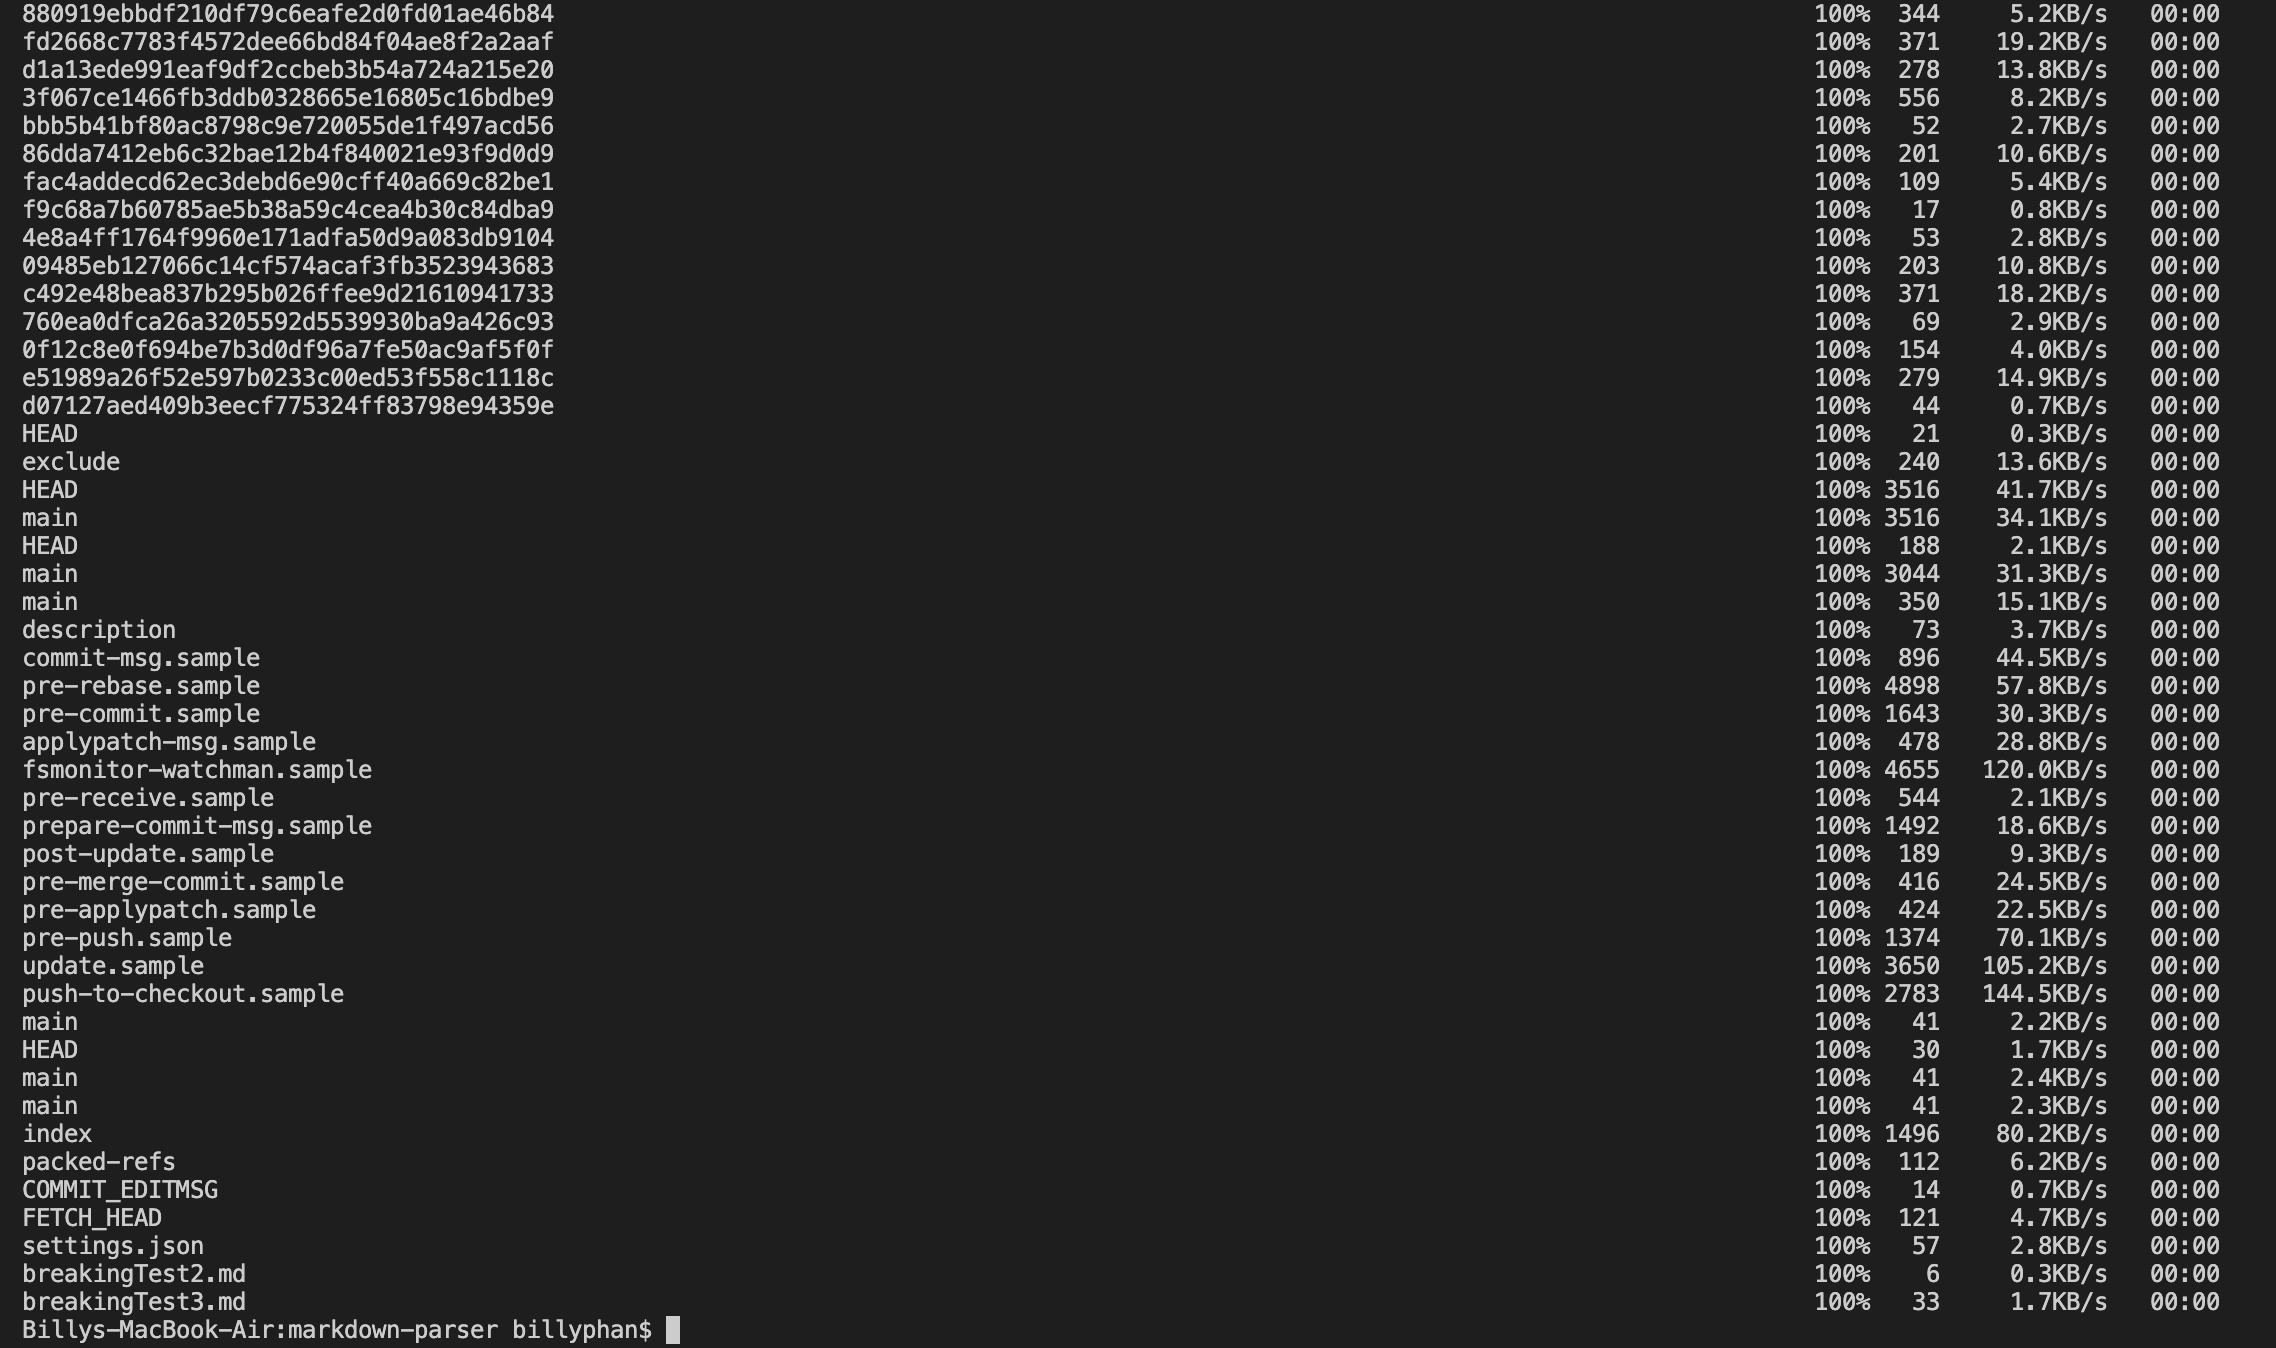 880919ebbdf210df79c6eafe2d0fd01ae46b84 100% 344 5.2KB/s 00:00
fd2668c7783f4572dee66bd84f04ae8f2a2aaf 100% 371 19.2KB/s 00:00
d1a13ede991eaf9df2ccbeb3b54a724a215e20 100% 278 13.8KB/s 00:00
3f067ce1466fb3ddb0328665e16805c16bdbe9 100% 556 8.2KB/s 00:00
bbb5b41bf80ac8798c9e720055de1f497acd56 100% 52 2.7KB/s 00:00
86dda7412eb6c32bae12b4f840021e93f9d0d9 100% 201 10.6KB/s 00:00
fac4addecd62ec3debd6e90cff40a669c82be1 100% 109 5.4KB/s 00:00
f9c68a7b60785ae5b38a59c4cea4b30c84dba9 100% 17 0.8KB/s 00:00
4e8a4ff1764f9960e171adfa50d9a083db9104 100% 53 2.8KB/s 00:00
09485eb127066c14cf574acaf3fb3523943683 100% 203 10.8KB/s 00:00
c492e48bea837b295b026ffee9d21610941733 100% 371 18.2KB/s 00:00
760ea0dfca26a3205592d5539930ba9a426c93 100% 69 2.9KB/s 00:00
0f12c8e0f694be7b3d0df96a7fe50ac9af5f0f 100% 154 4.0KB/s 00:00
e51989a26f52e597b0233c00ed53f558c1118c 100% 279 14.9KB/s 00:00
d07127aed409b3eecf775324ff83798e94359e 100% 44 0.7KB/s 00:00
HEAD 100% 21 0.3KB/s 00:00
exclude 100% 240 13.6KB/s 00:00
HEAD 100% 3516 41.7KB/s 00:00
main 100% 3516 34.1KB/s 00:00
HEAD 100% 188 2.1KB/s 00:00
main 100% 3044 31.3KB/s 00:00
main 100% 350 15.1KB/s 00:00
description 100% 73 3.7KB/s 00:00
commit-msg.sample 100% 896 44.5KB/s 00:00
pre-rebase.sample 100% 4898 57.8KB/s 00:00
pre-commit.sample 100% 1643 30.3KB/s 00:00
applypatch-msg.sample 100% 478 28.8KB/s 00:00
fsmonitor-watchman.sample 100% 4655 120.0KB/s 00:00
pre-receive.sample 100% 544 2.1KB/s 00:00
prepare-commit-msg.sample 100% 1492 18.6KB/s 00:00
post-update.sample 100% 189 9.3KB/s 00:00
pre-merge-commit.sample 100% 416 24.5KB/s 00:00
pre-applypatch.sample 100% 424 22.5KB/s 00:00
pre-push.sample 100% 1374 70.1KB/s 00:00
update.sample 100% 3650 105.2KB/s 00:00
push-to-checkout.sample 100% 2783 144.5KB/s 00:00
main 100% 41 2.2KB/s 00:00
HEAD 100% 30 1.7KB/s 00:00
main 100% 41 2.4KB/s 00:00
main 100% 41 2.3KB/s 00:00
index 100% 1496 80.2KB/s 00:00
packed-refs 100% 112 6.2KB/s 00:00
COMMIT_EDITMSG 100% 14 0.7KB/s 00:00
FETCH_HEAD 100% 121 4.7KB/s 00:00
settings.json 100% 57 2.8KB/s 00:00
breakingTest2.md 100% 6 0.3KB/s 00:00
breakingTest3.md 100% 33 1.7KB/s 00:00
Billys-MacBook-Air:markdown-parser billyphan$